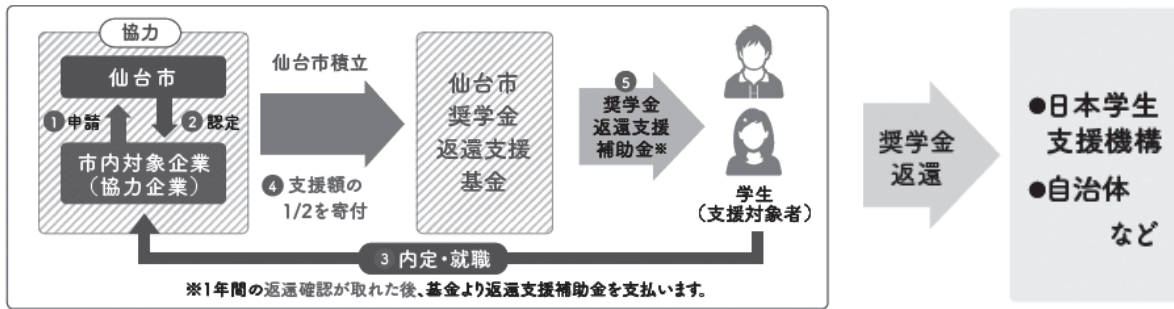 協力
仙台市
❶申請
❷認定
市内対象企業
（協力企業）
仙台市積立
❹支援額の
1/2を寄付
仙台市
奨学金
返還支援
基金
❺
奨学金
返還支援
補助金※
学生
（支援対象者）
❸内定・就職
※1年間の返還確認が取れた後、基金より返還支援補助金を支払います。
奨学金
返還
●日本学生
支援機構
●自治体
など